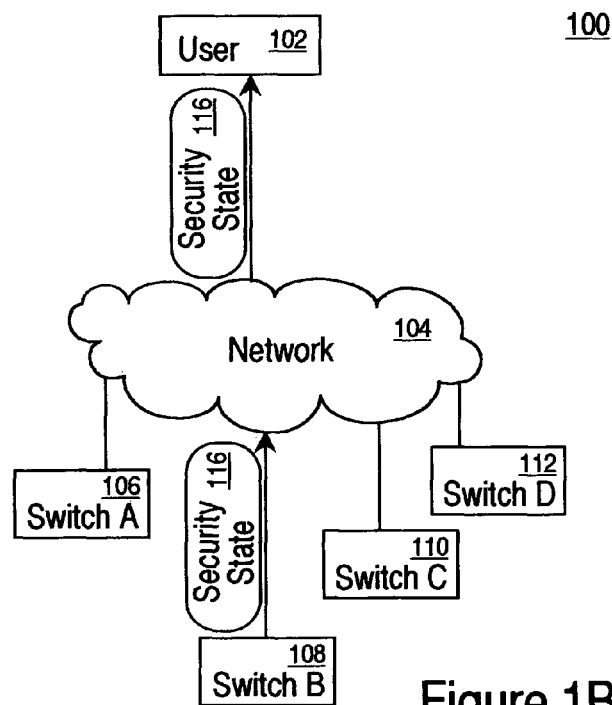 100
User 102
Security
State
116
Network 104
106
Switch A
Security
State
116
112
Switch D
110
Switch C
108
Switch B
Figure 1B